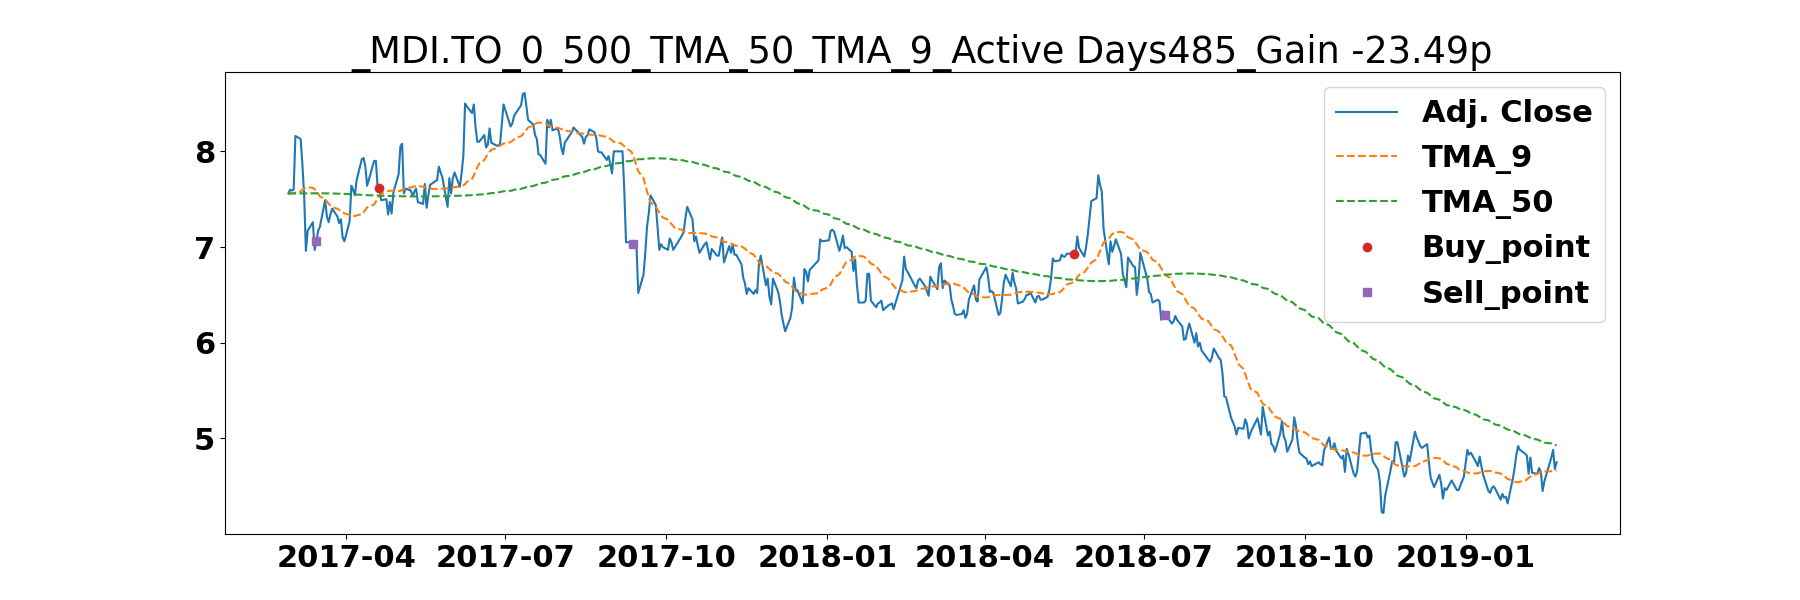 _MDI.TO_0_500_TMA_50_TMA_9_Active Days485_Gain -23.49p
Adj. Close
TMA_9
TMA_50
Buy_point
Sell_point
8
7
6
5
2017-04 2017-07 2017-10 2018-01 2018-04 2018-07 2018-10 2019-01